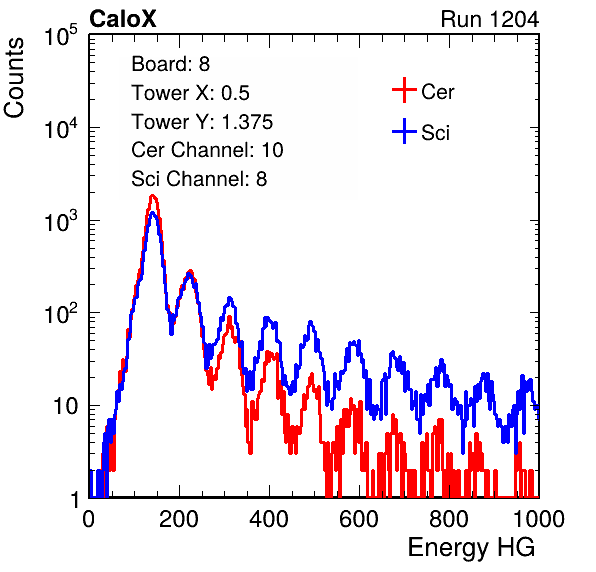 CaloX Run 1204
10^5
Counts
Board: 8
Tower X: 0.5
Tower Y: 1.375
Cer Channel: 10
Sci Channel: 8
Cer
Sci
10^4
10^3
10^2
10
1
0 200 400 600 800 1000
Energy HG